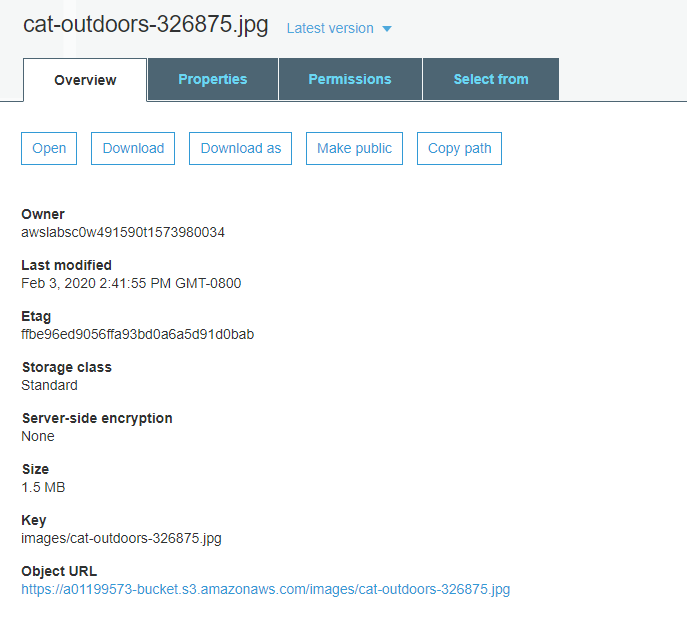 cat-outdoors-326875.jpg Latest version
Overview Properties Permissions Select from
Open Download Download as Make public Copy path
Owner
awslabsc0w491590t1573980034
Last modified
Feb 3, 2020 2:41:55 PM GMT-0800
Etag
ffbe96ed9056ffa93bd0a6a5d91d0bab
Storage class
Standard
Server-side encryption
None
Size
1.5 MB
Key
images/cat-outdoors-326875.jpg
Object URL
https://a01199573-bucket.s3.amazonaws.com/images/cat-outdoors-326875.jpg